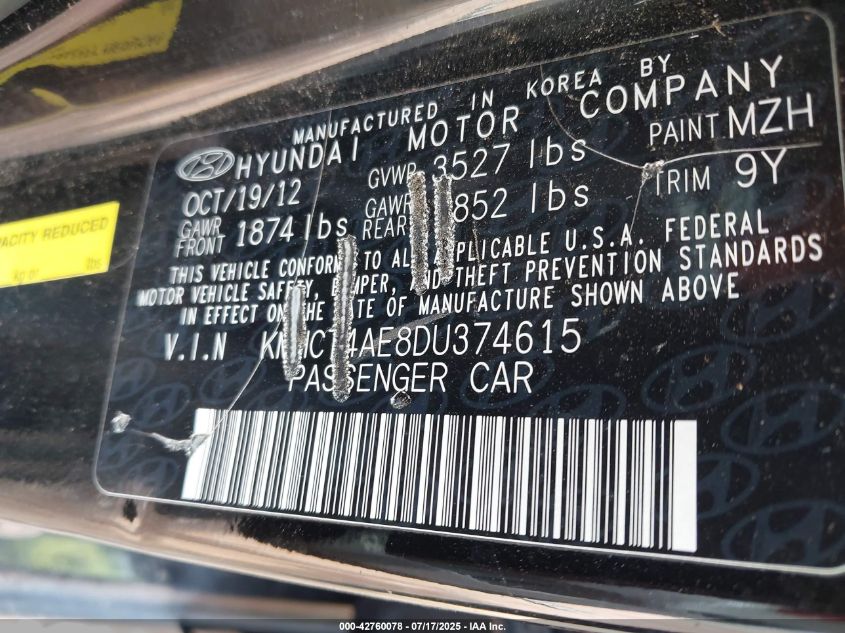 MANUFACTURED IN KOREA BY
HYUNDAI MOTOR COMPANY
OCT/19/12 GVWR 3527 lbs PAINT MZH
GAWR FRONT 1874 lbs GAWR REAR 852 lbs TRIM 9Y
THIS VEHICLE CONFORMS TO ALL APPLICABLE U.S.A. FEDERAL
MOTOR VEHICLE SAFETY, BUMPER, AND THEFT PREVENTION STANDARDS
IN EFFECT ON THE DATE OF MANUFACTURE SHOWN ABOVE
V.I.N
PASSENGER CAR
ACITY REDUCED
lbs
000-42760078 - 07/17/2025 - IAA Inc.